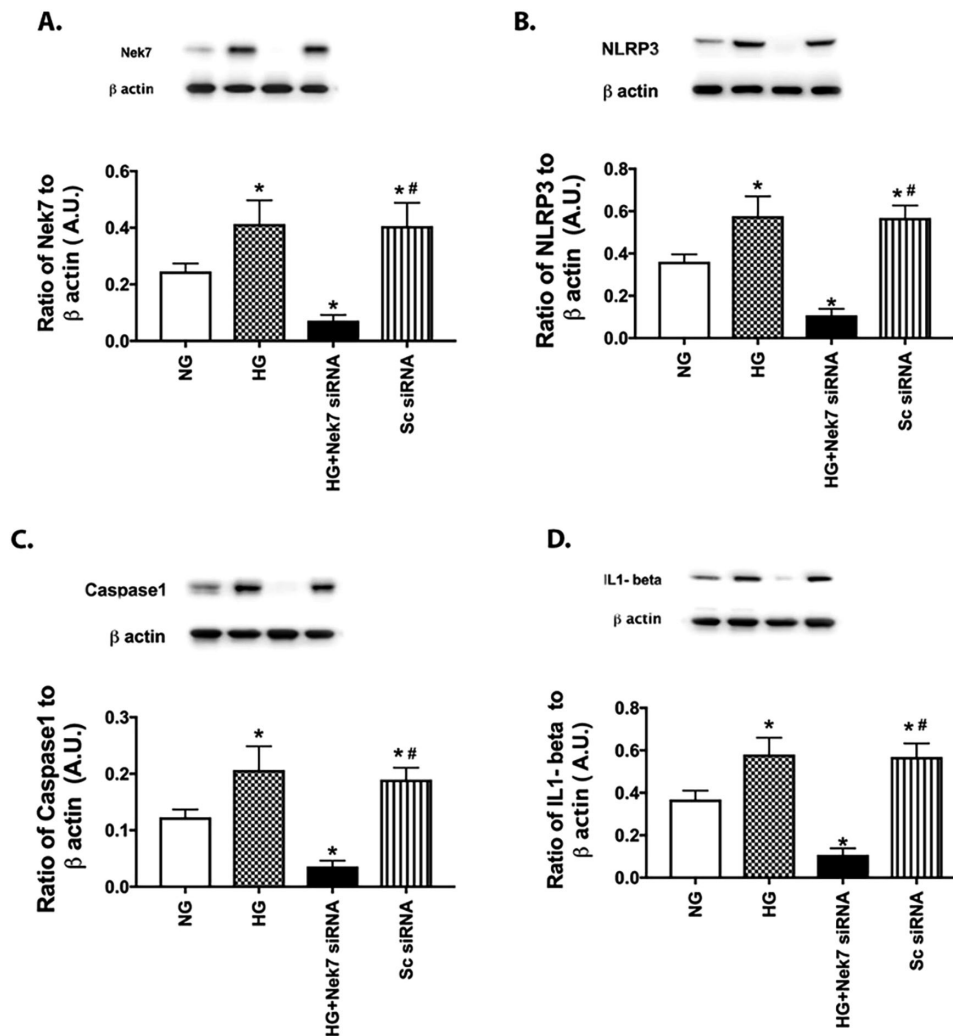 A.
Nek7
β actin
Ratio of Nek7 to
β actin ( A.U.)
0.6
0.4
0.2
0.0
*
*
* #
NG
HG
HG+Nek7 siRNA
Sc siRNA
B.
NLRP3
β actin
Ratio of NLRP3 to
β actin (A.U.)
0.8
0.6
0.4
0.2
0.0
*
*
* #
NG
HG
HG+Nek7 siRNA
Sc siRNA
C.
Caspase1
β actin
Ratio of Caspase1 to
β actin (A.U.)
0.3
0.2
0.1
0.0
*
*
* #
NG
HG
HG+Nek7 siRNA
Sc siRNA
D.
IL1- beta
β actin
Ratio of IL1- beta to
β actin ( A.U.)
0.8
0.6
0.4
0.2
0.0
*
*
* #
NG
HG
HG+Nek7 siRNA
Sc siRNA